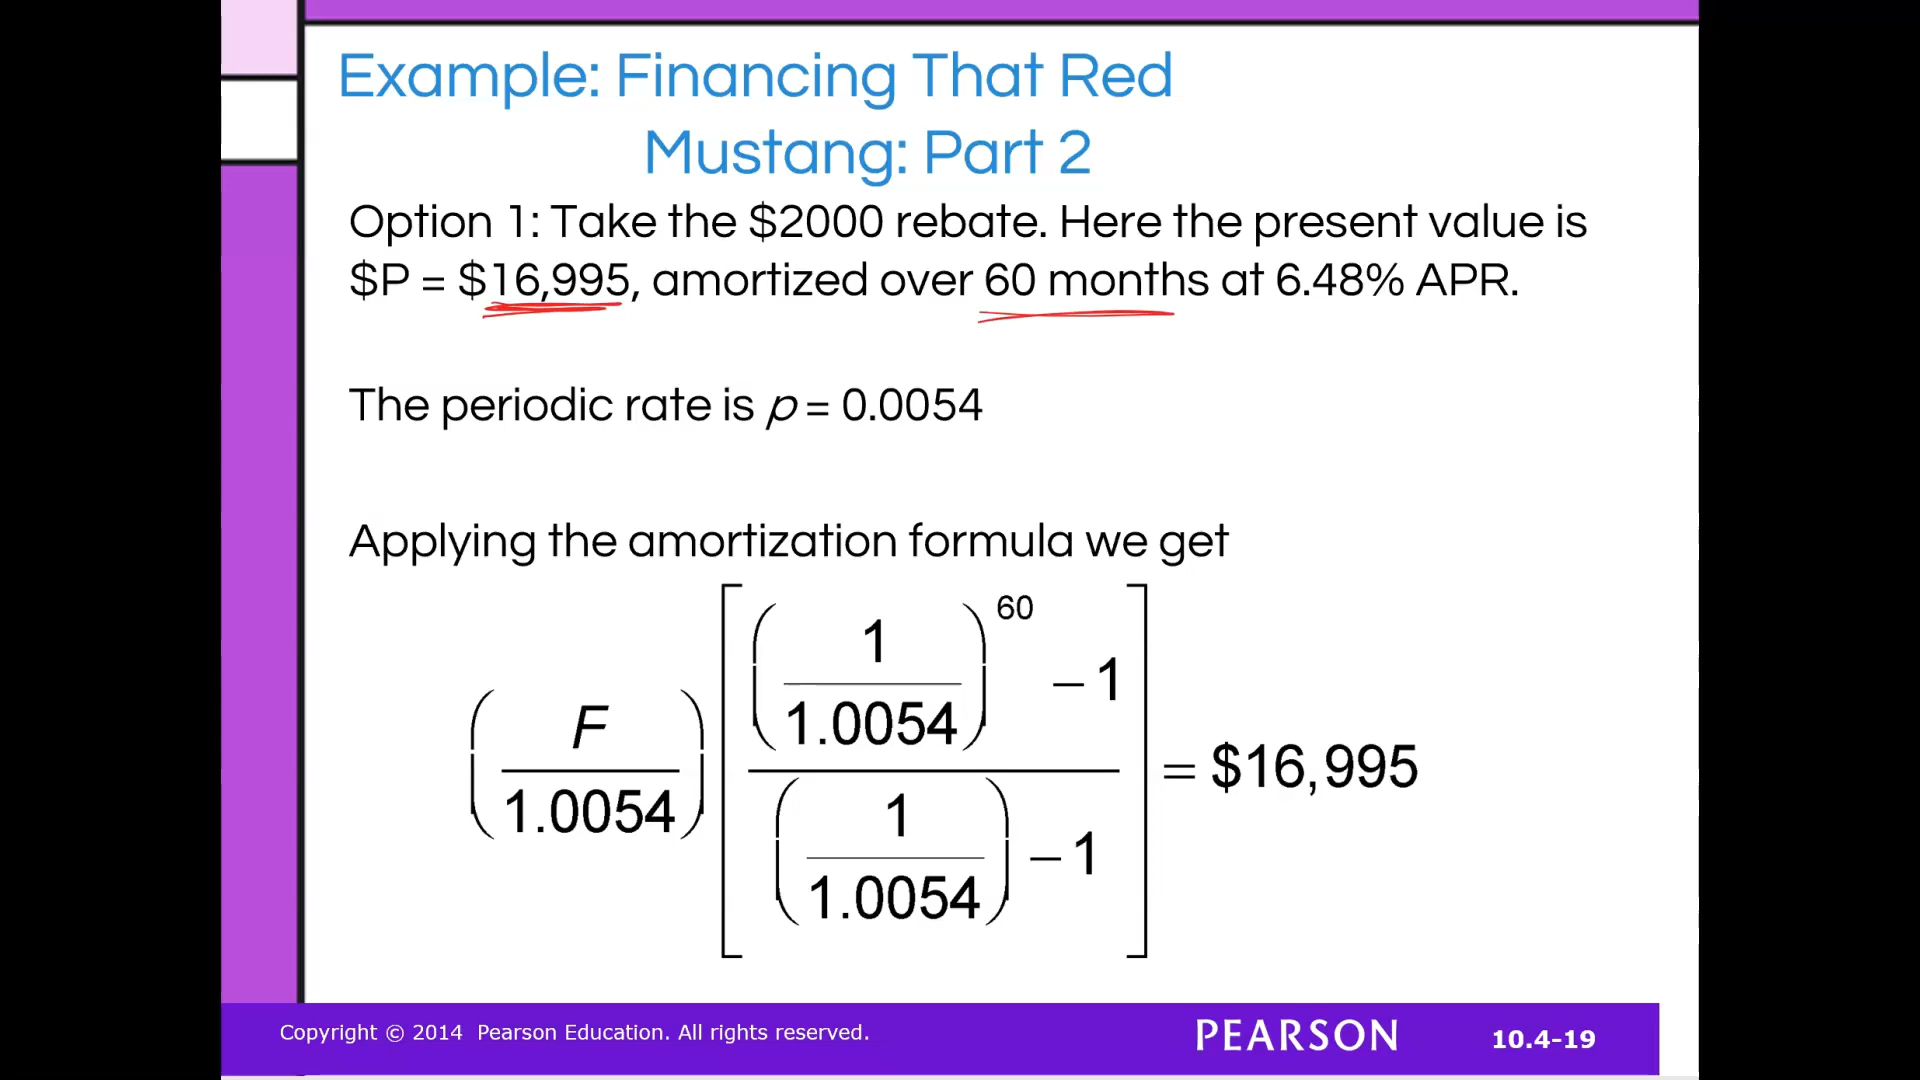 Example: Financing That Red
Mustang: Part 2
Option 1: Take the $2000 rebate. Here the present value is
$P = $16,995, amortized over 60 months at 6.48% APR.
The periodic rate is p = 0.0054
Applying the amortization formula we get
(F/1.0054)[((1/1.0054)^60 − 1)/((1/1.0054) − 1)] = $16,995
Copyright © 2014 Pearson Education. All rights reserved.
PEARSON
10.4-19